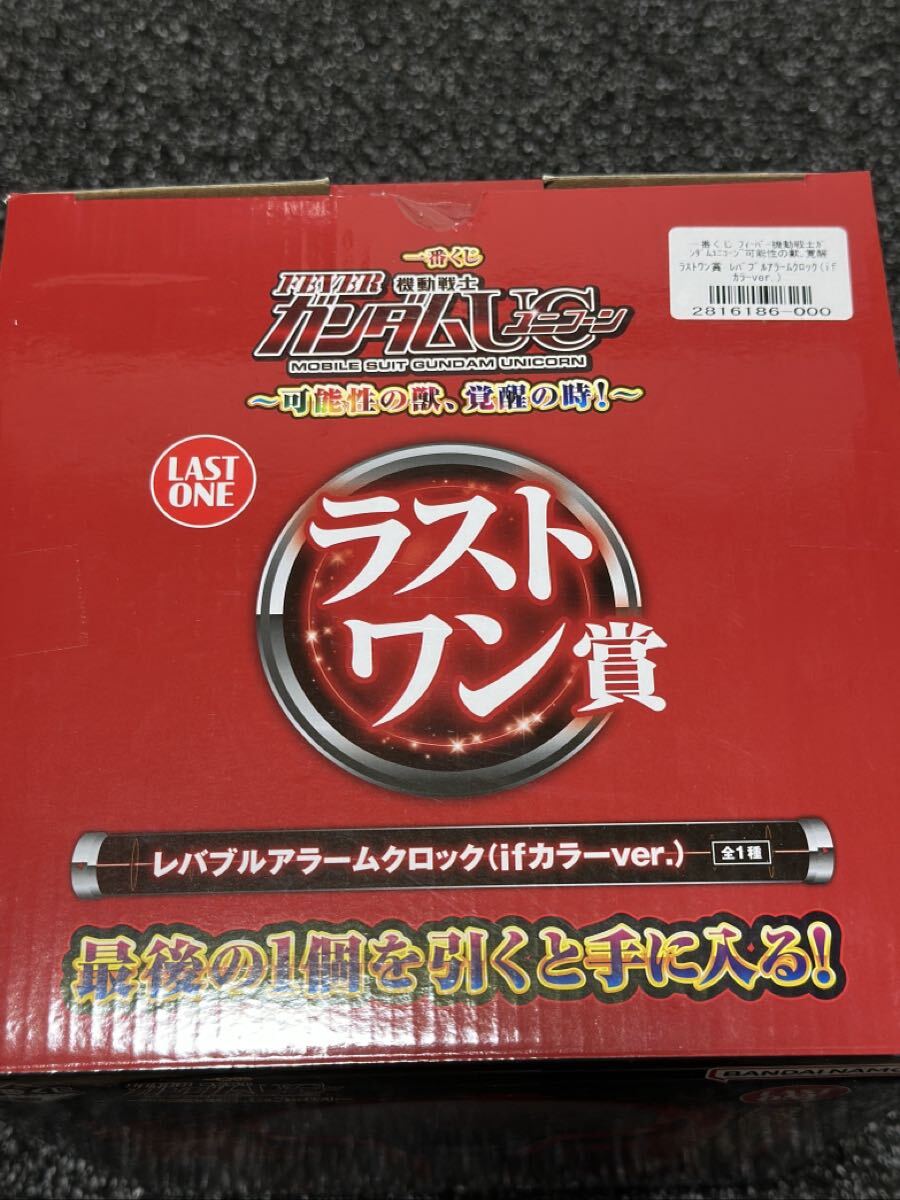 一番くじ
FEVER 機動戦士
ガンダムUC
ユニコーン
MOBILE SUIT GUNDAM UNICORN
～可能性の獣、覚醒の時！～
一番くじ フィーバー機動戦士ガ
ンダムユニコーン 可能性の獣、覚醒
ラストワン賞 レバブルアラームクロック(if
カラーver.)
2816186-000
LAST
ONE
ラスト
ワン賞
レバブルアラームクロック(ifカラーver.)
全1種
最後の1個を引くと手に入る!
BANDAI NAMCO